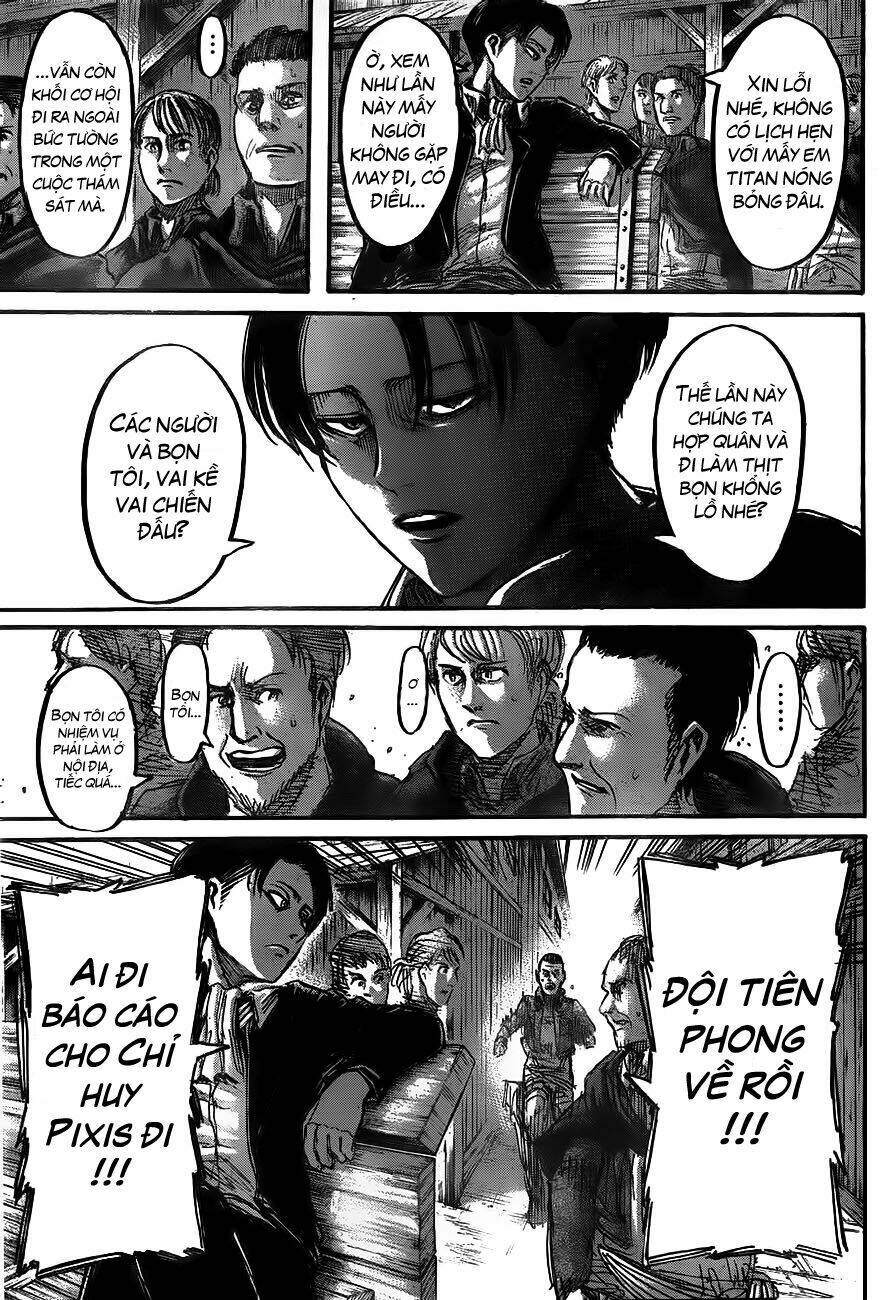 XIN LỖI
NHÉ, KHÔNG
CÓ LỊCH HẸN
VỚI MẤY EM
TITAN NÓNG
BỎNG ĐÂU.
Ờ, XEM
NHƯ LẦN
NÀY MẤY
NGƯỜI
KHÔNG GẶP
MAY ĐI, CÓ
ĐIỀU...
...
...VẪN CÒN
KHỐI CƠ HỘI
ĐI RA NGOÀI
BỨC TƯỜNG
TRONG MỘT
CUỘC THÁM
SÁT MÀ.
THẾ LẦN NÀY
CHÚNG TA
HỢP QUÂN VÀ
ĐI LÀM THỊT
BỌN KHỔNG
LỒ NHÉ?
CÁC NGƯỜI
VÀ BỌN
TÔI, VAI KỀ
VAI CHIẾN
ĐẤU?
.....
Ơ...
BỌN
TÔI...
BỌN TÔI CÓ
NHIỆM VỤ
PHẢI LÀM Ở
NỘI ĐỊA,
TIẾC QUÁ...
ĐỘI TIÊN
PHONG
VỀ RỒI
!!!
AI ĐI
BÁO CÁO
CHO CHỈ
HUY
PIXIS ĐI
!!!